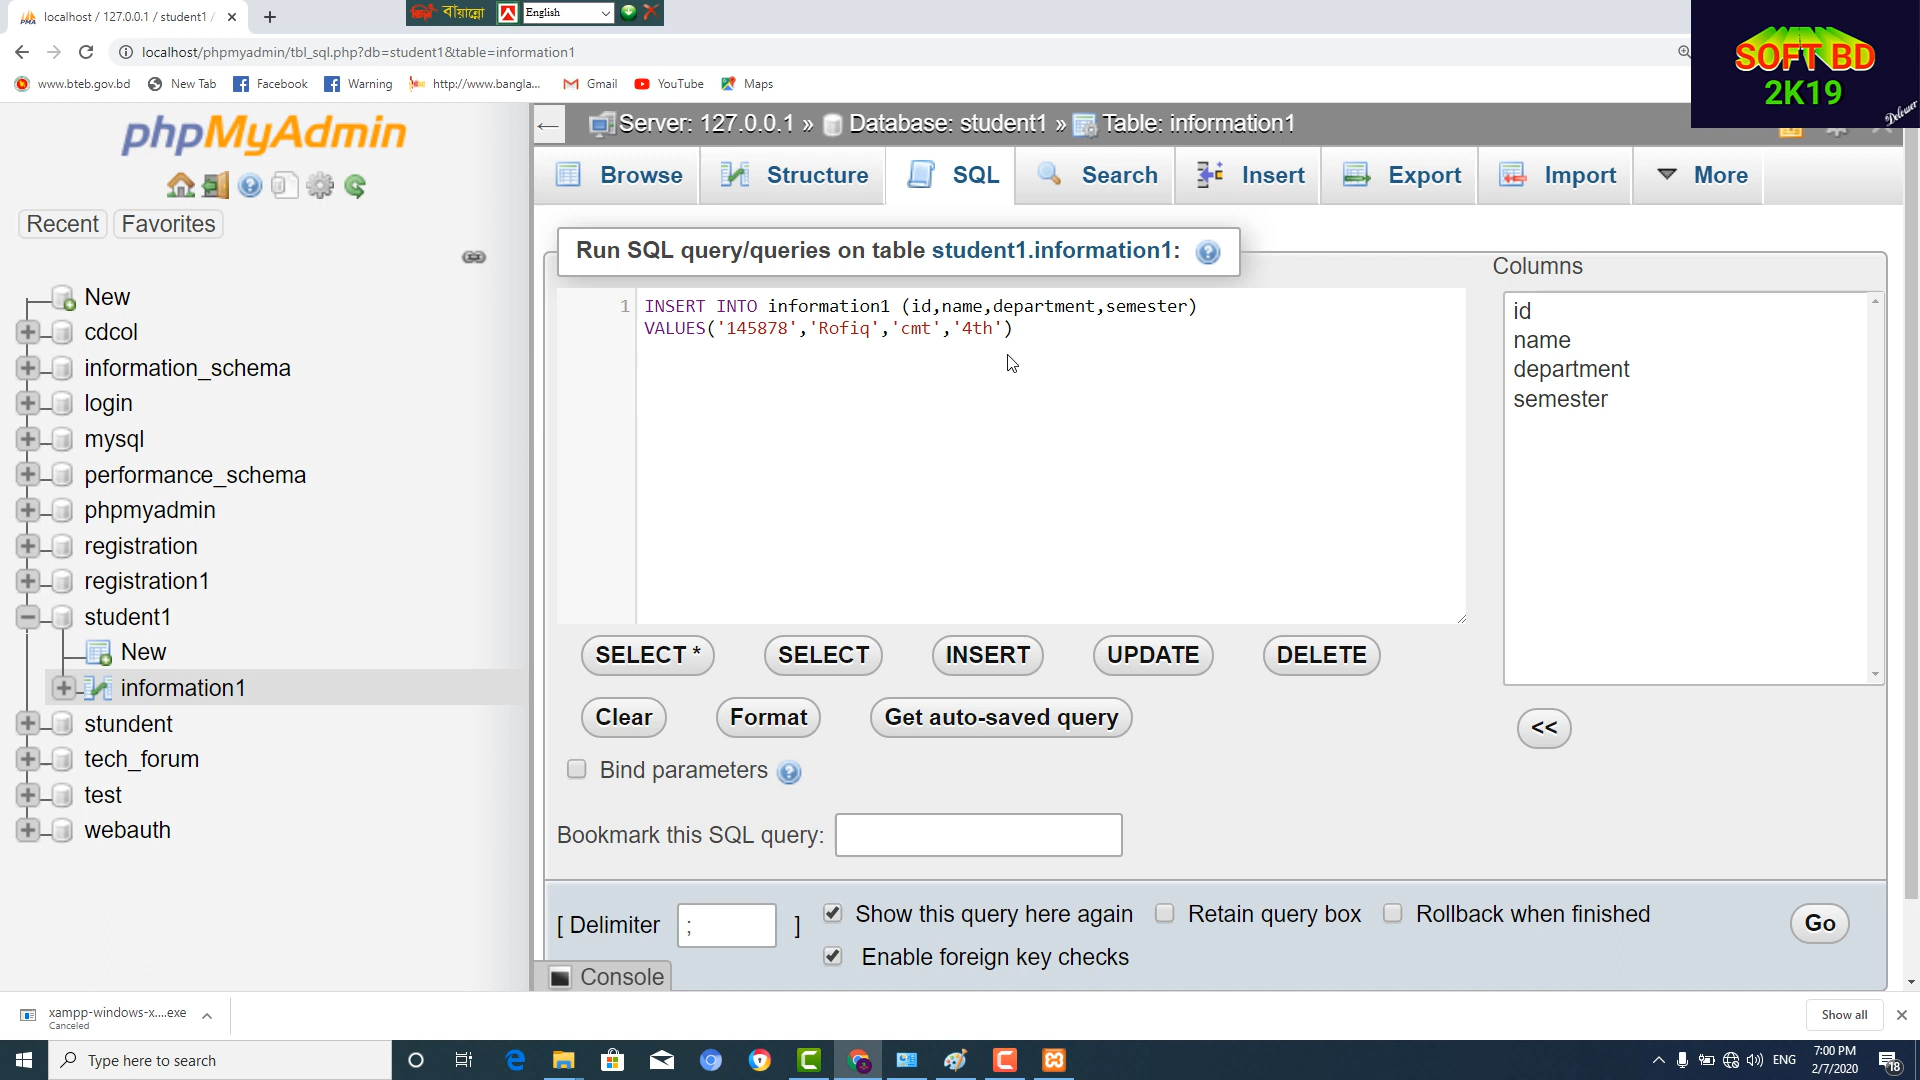 localhost / 127.0.0.1 / student1 /
বাঁয়ান্নো
English
localhost/phpmyadmin/tbl_sql.php?db=student1&table=information1
www.bteb.gov.bd
New Tab
Facebook
Warning
http://www.bangla...
Gmail
YouTube
Maps
SOFT BD
2K19
Delower
phpMyAdmin
Recent
Favorites
New
cdcol
information_schema
login
mysql
performance_schema
phpmyadmin
registration
registration1
student1
New
information1
stundent
tech_forum
test
webauth
Server: 127.0.0.1 » Database: student1 » Table: information1
Browse
Structure
SQL
Search
Insert
Export
Import
More
Run SQL query/queries on table student1.information1:
1 INSERT INTO information1 (id,name,department,semester)
VALUES('145878','Rofiq','cmt','4th')
Columns
id
name
department
semester
SELECT *
SELECT
INSERT
UPDATE
DELETE
Clear
Format
Get auto-saved query
<<
Bind parameters
Bookmark this SQL query:
[ Delimiter ; ]
Show this query here again
Retain query box
Rollback when finished
Enable foreign key checks
Go
Console
xampp-windows-x....exe
Canceled
Show all
Type here to search
ENG
7:00 PM
2/7/2020
18